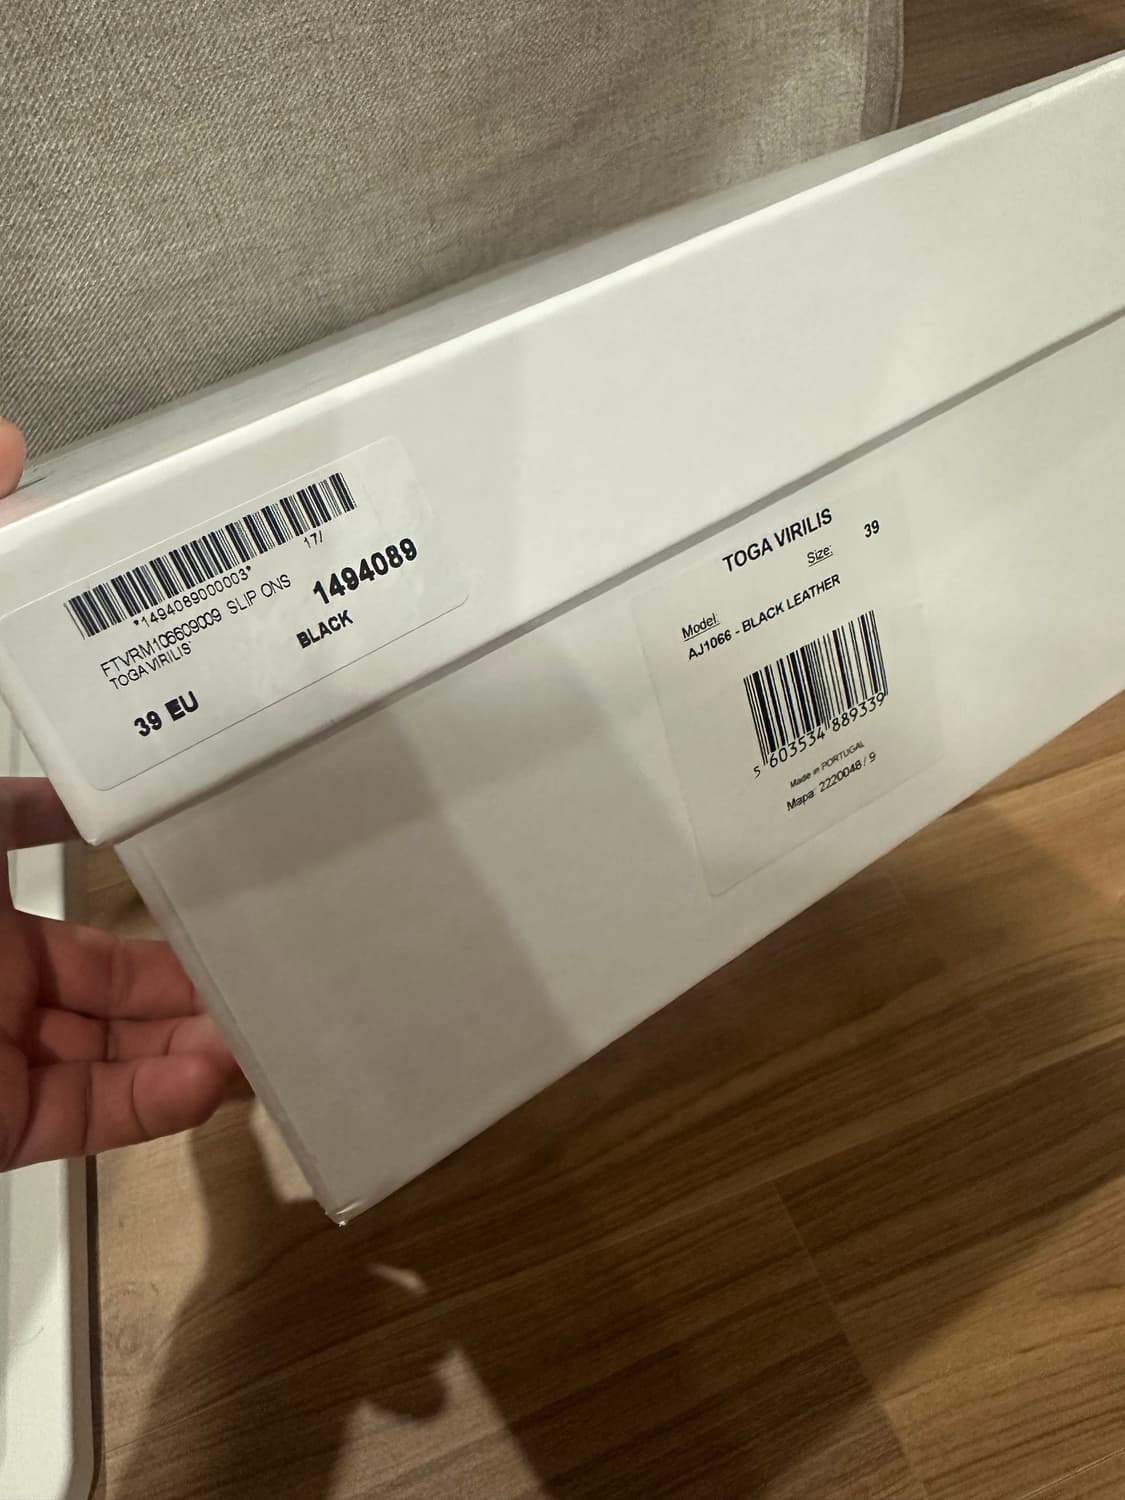 17/
*1494089000003*
FTVRM106609009 SLIP ONS
1494089
TOGA VIRILIS
BLACK
39 EU
TOGA VIRILIS
Size: 39
Model:
AJ1066 - BLACK LEATHER
5 603534 889339
Made in PORTUGAL
Mapa: 2220048 / 9